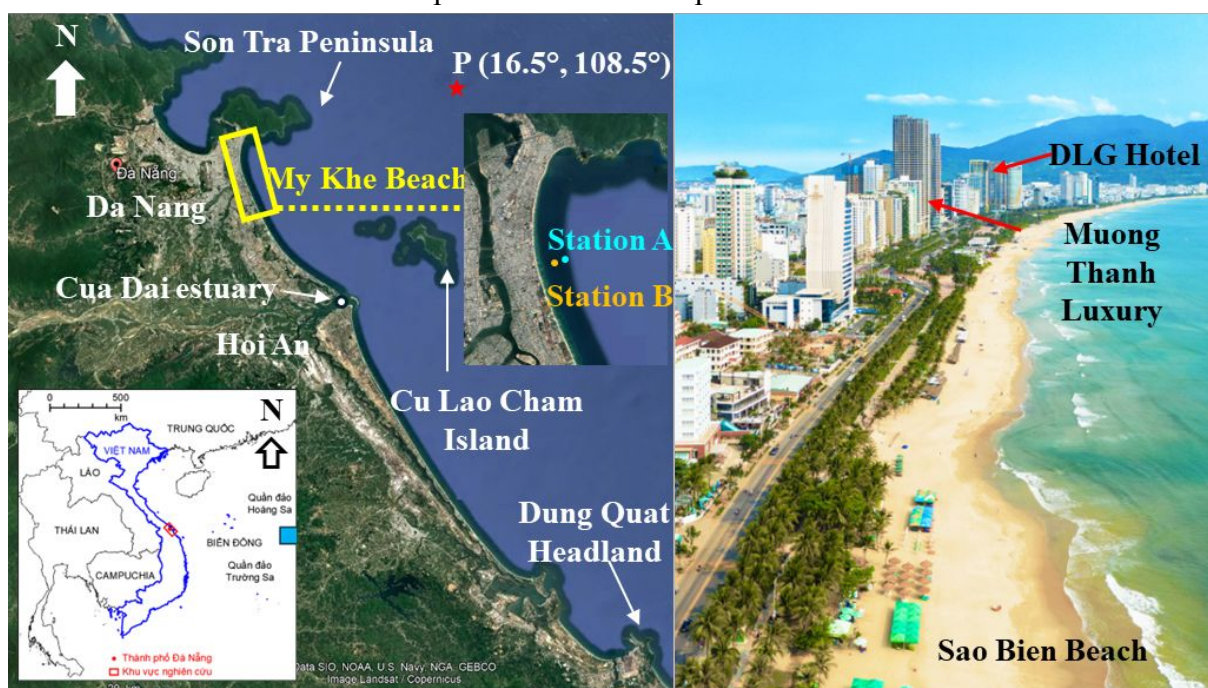 N
Son Tra Peninsula
P (16.5°, 108.5°)
Đà Nẵng
Da Nang
My Khe Beach
Station A
Station B
Cua Dai estuary
Hoi An
Cu Lao Cham
Island
Dung Quat
Headland
0 500
km
N
TRUNG QUỐC
VIỆT NAM
LÀO
Quần đảo
Hoàng Sa
THÁI LAN
BIỂN ĐÔNG
CAMPUCHIA
Quần đảo
Trường Sa
Thành phố Đà Nẵng
Khu vực nghiên cứu
Data SIO, NOAA, U.S. Navy, NGA, GEBCO
Image Landsat / Copernicus
DLG Hotel
Muong
Thanh
Luxury
Sao Bien Beach